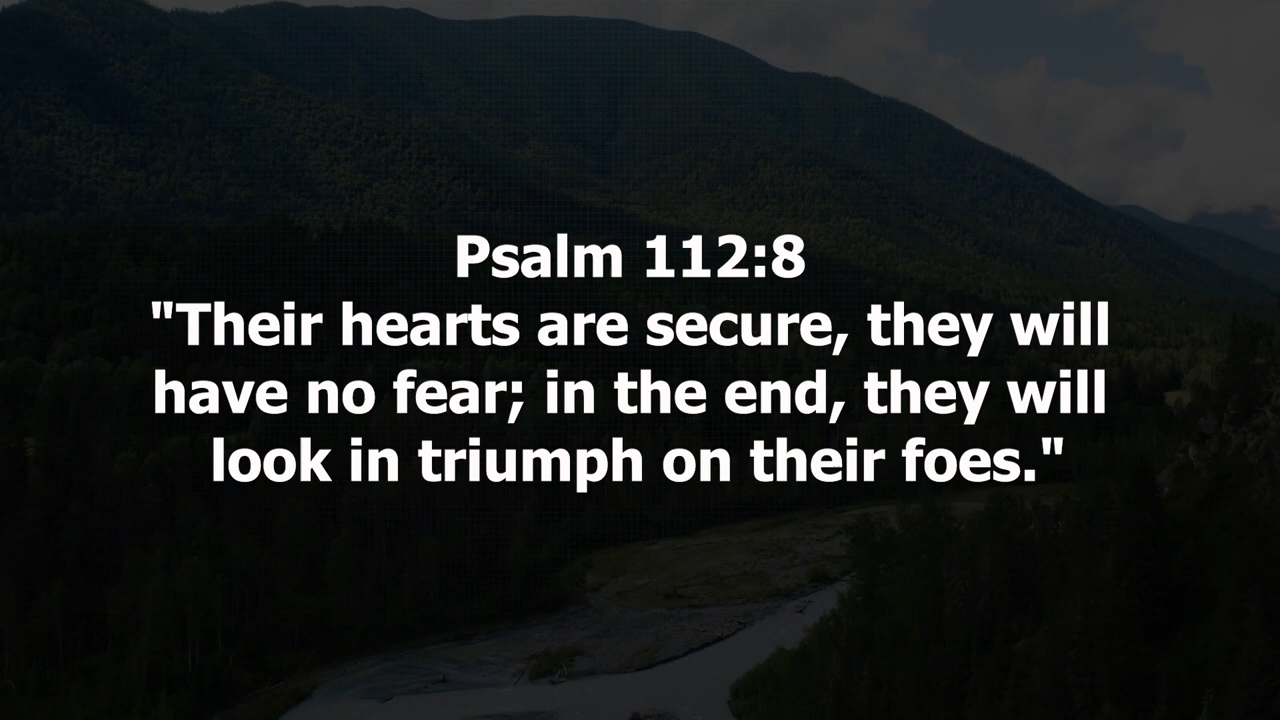 Psalm 112:8
"Their hearts are secure, they will
have no fear; in the end, they will
look in triumph on their foes."